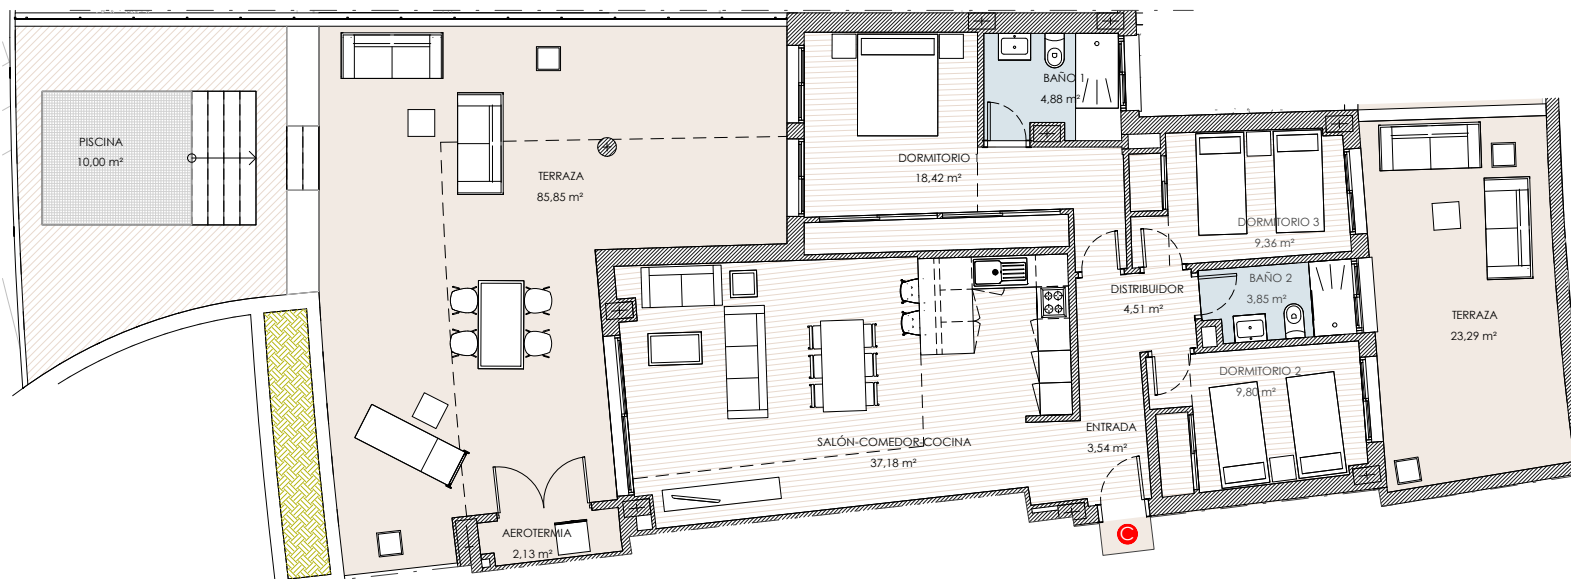 PISCINA
10,00 m²
TERRAZA
85,85 m²
DORMITORIO 1
18,42 m²
BAÑO 1
4,88 m²
DORMITORIO 3
9,36 m²
DISTRIBUIDOR
4,51 m²
BAÑO 2
3,85 m²
TERRAZA
23,29 m²
DORMITORIO 2
9,80 m²
SALÓN-COMEDOR-COCINA
37,18 m²
ENTRADA
3,54 m²
AEROTERMIA
2,13 m²
C